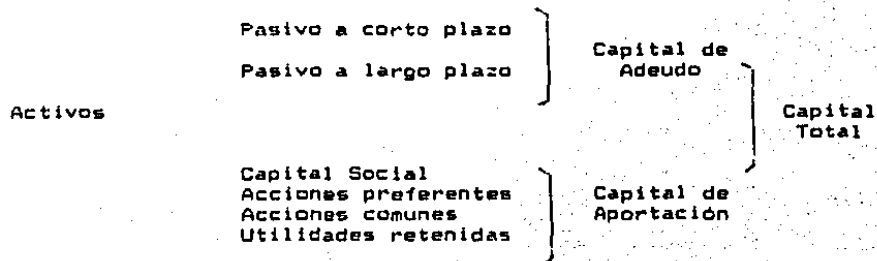 Pasivo a corto plazo
Pasivo a largo plazo
Capital de
Adeudo
Activos
Capital
Total
Capital Social
Acciones preferentes
Acciones comunes
Utilidades retenidas
Capital de
Aportación